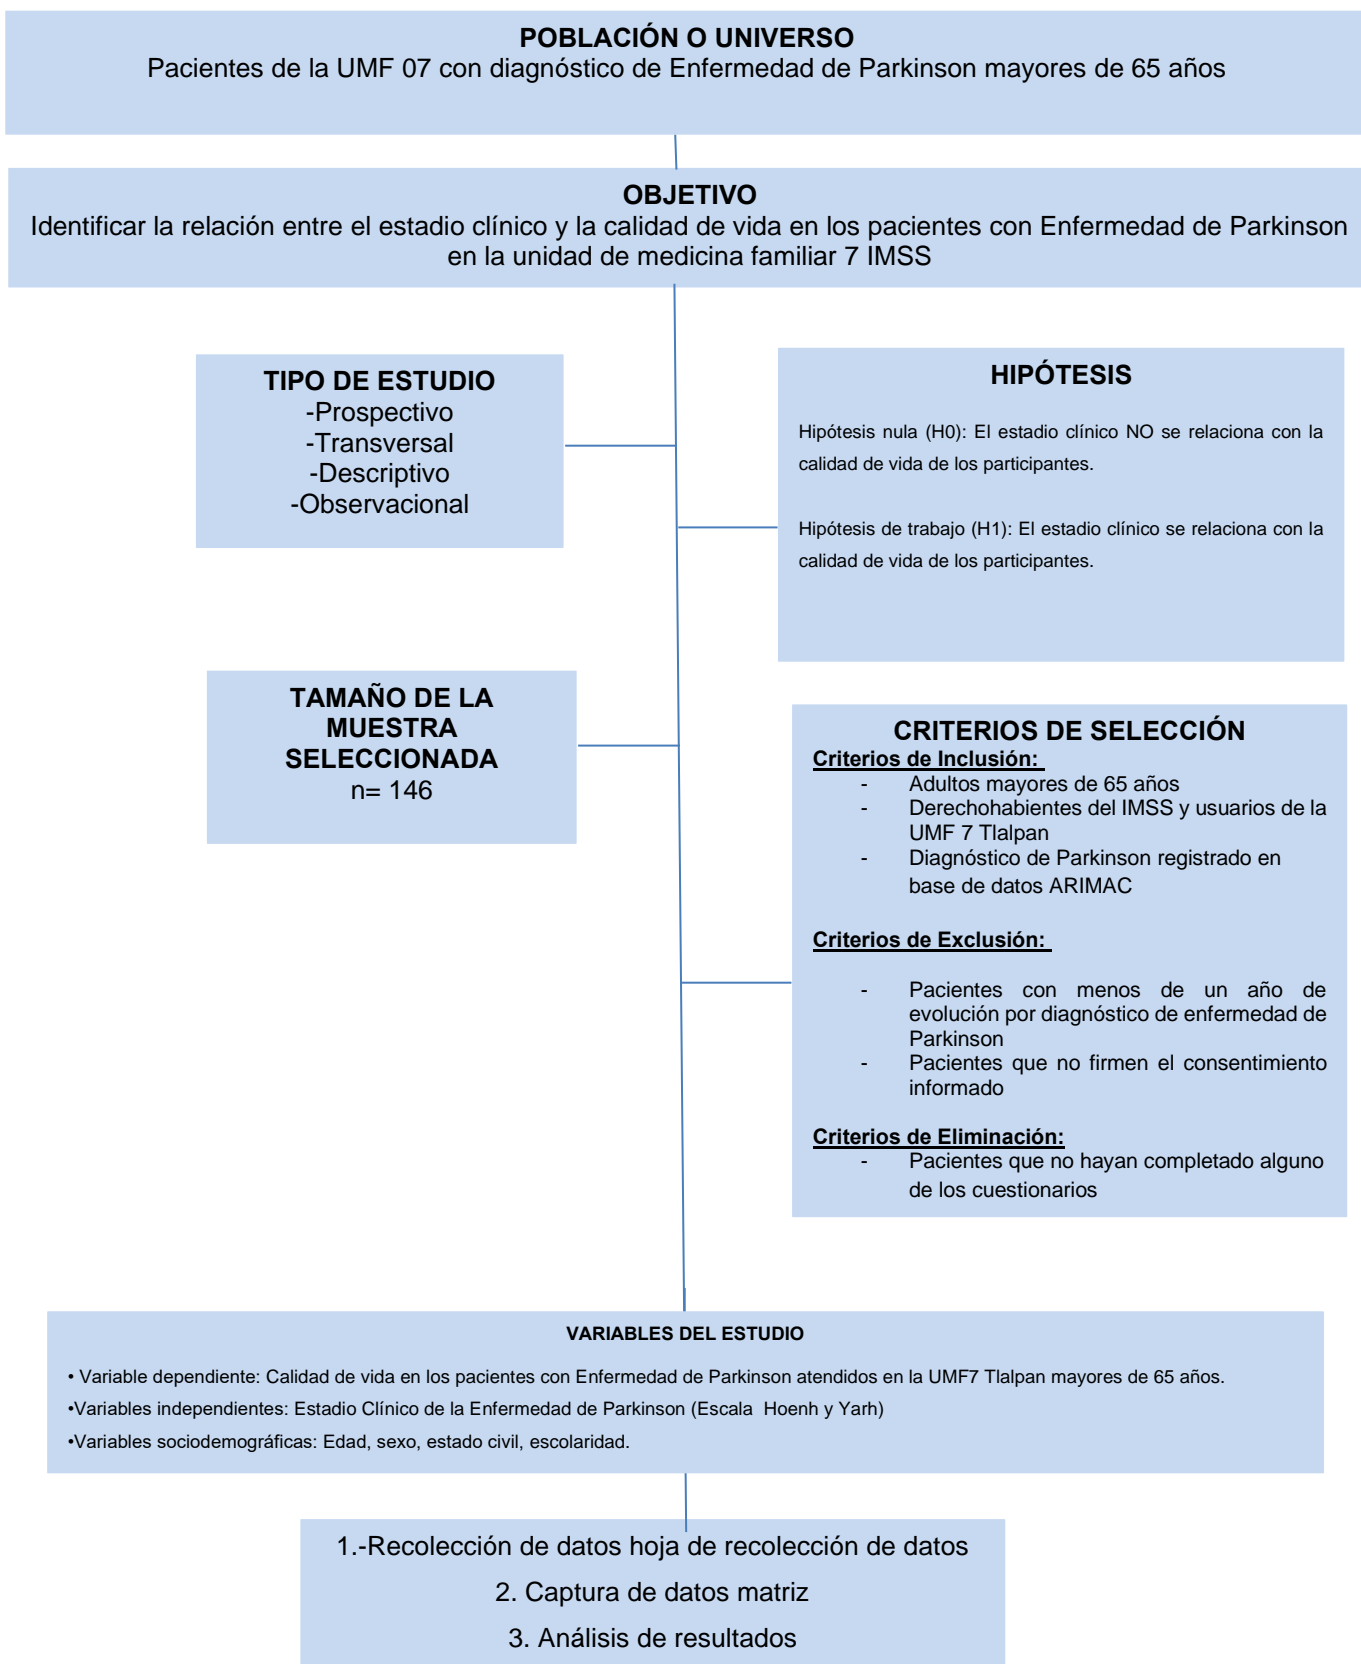 POBLACIÓN O UNIVERSO
Pacientes de la UMF 07 con diagnóstico de Enfermedad de Parkinson mayores de 65 años
OBJETIVO
Identificar la relación entre el estadio clínico y la calidad de vida en los pacientes con Enfermedad de Parkinson
en la unidad de medicina familiar 7 IMSS
TIPO DE ESTUDIO
-Prospectivo
-Transversal
-Descriptivo
-Observacional
HIPÓTESIS
Hipótesis nula (H0): El estadio clínico NO se relaciona con la
calidad de vida de los participantes.
Hipótesis de trabajo (H1): El estadio clínico se relaciona con la
calidad de vida de los participantes.
TAMAÑO DE LA
MUESTRA
SELECCIONADA
n= 146
CRITERIOS DE SELECCIÓN
Criterios de Inclusión:
- Adultos mayores de 65 años
- Derechohabientes del IMSS y usuarios de la
UMF 7 Tlalpan
- Diagnóstico de Parkinson registrado en
base de datos ARIMAC
Criterios de Exclusión:
- Pacientes con menos de un año de
evolución por diagnóstico de enfermedad de
Parkinson
- Pacientes que no firmen el consentimiento
informado
Criterios de Eliminación:
- Pacientes que no hayan completado alguno
de los cuestionarios
VARIABLES DEL ESTUDIO
• Variable dependiente: Calidad de vida en los pacientes con Enfermedad de Parkinson atendidos en la UMF7 Tlalpan mayores de 65 años.
•Variables independientes: Estadio Clínico de la Enfermedad de Parkinson (Escala Hoenh y Yarh)
•Variables sociodemográficas: Edad, sexo, estado civil, escolaridad.
1.-Recolección de datos hoja de recolección de datos
2. Captura de datos matriz
3. Análisis de resultados